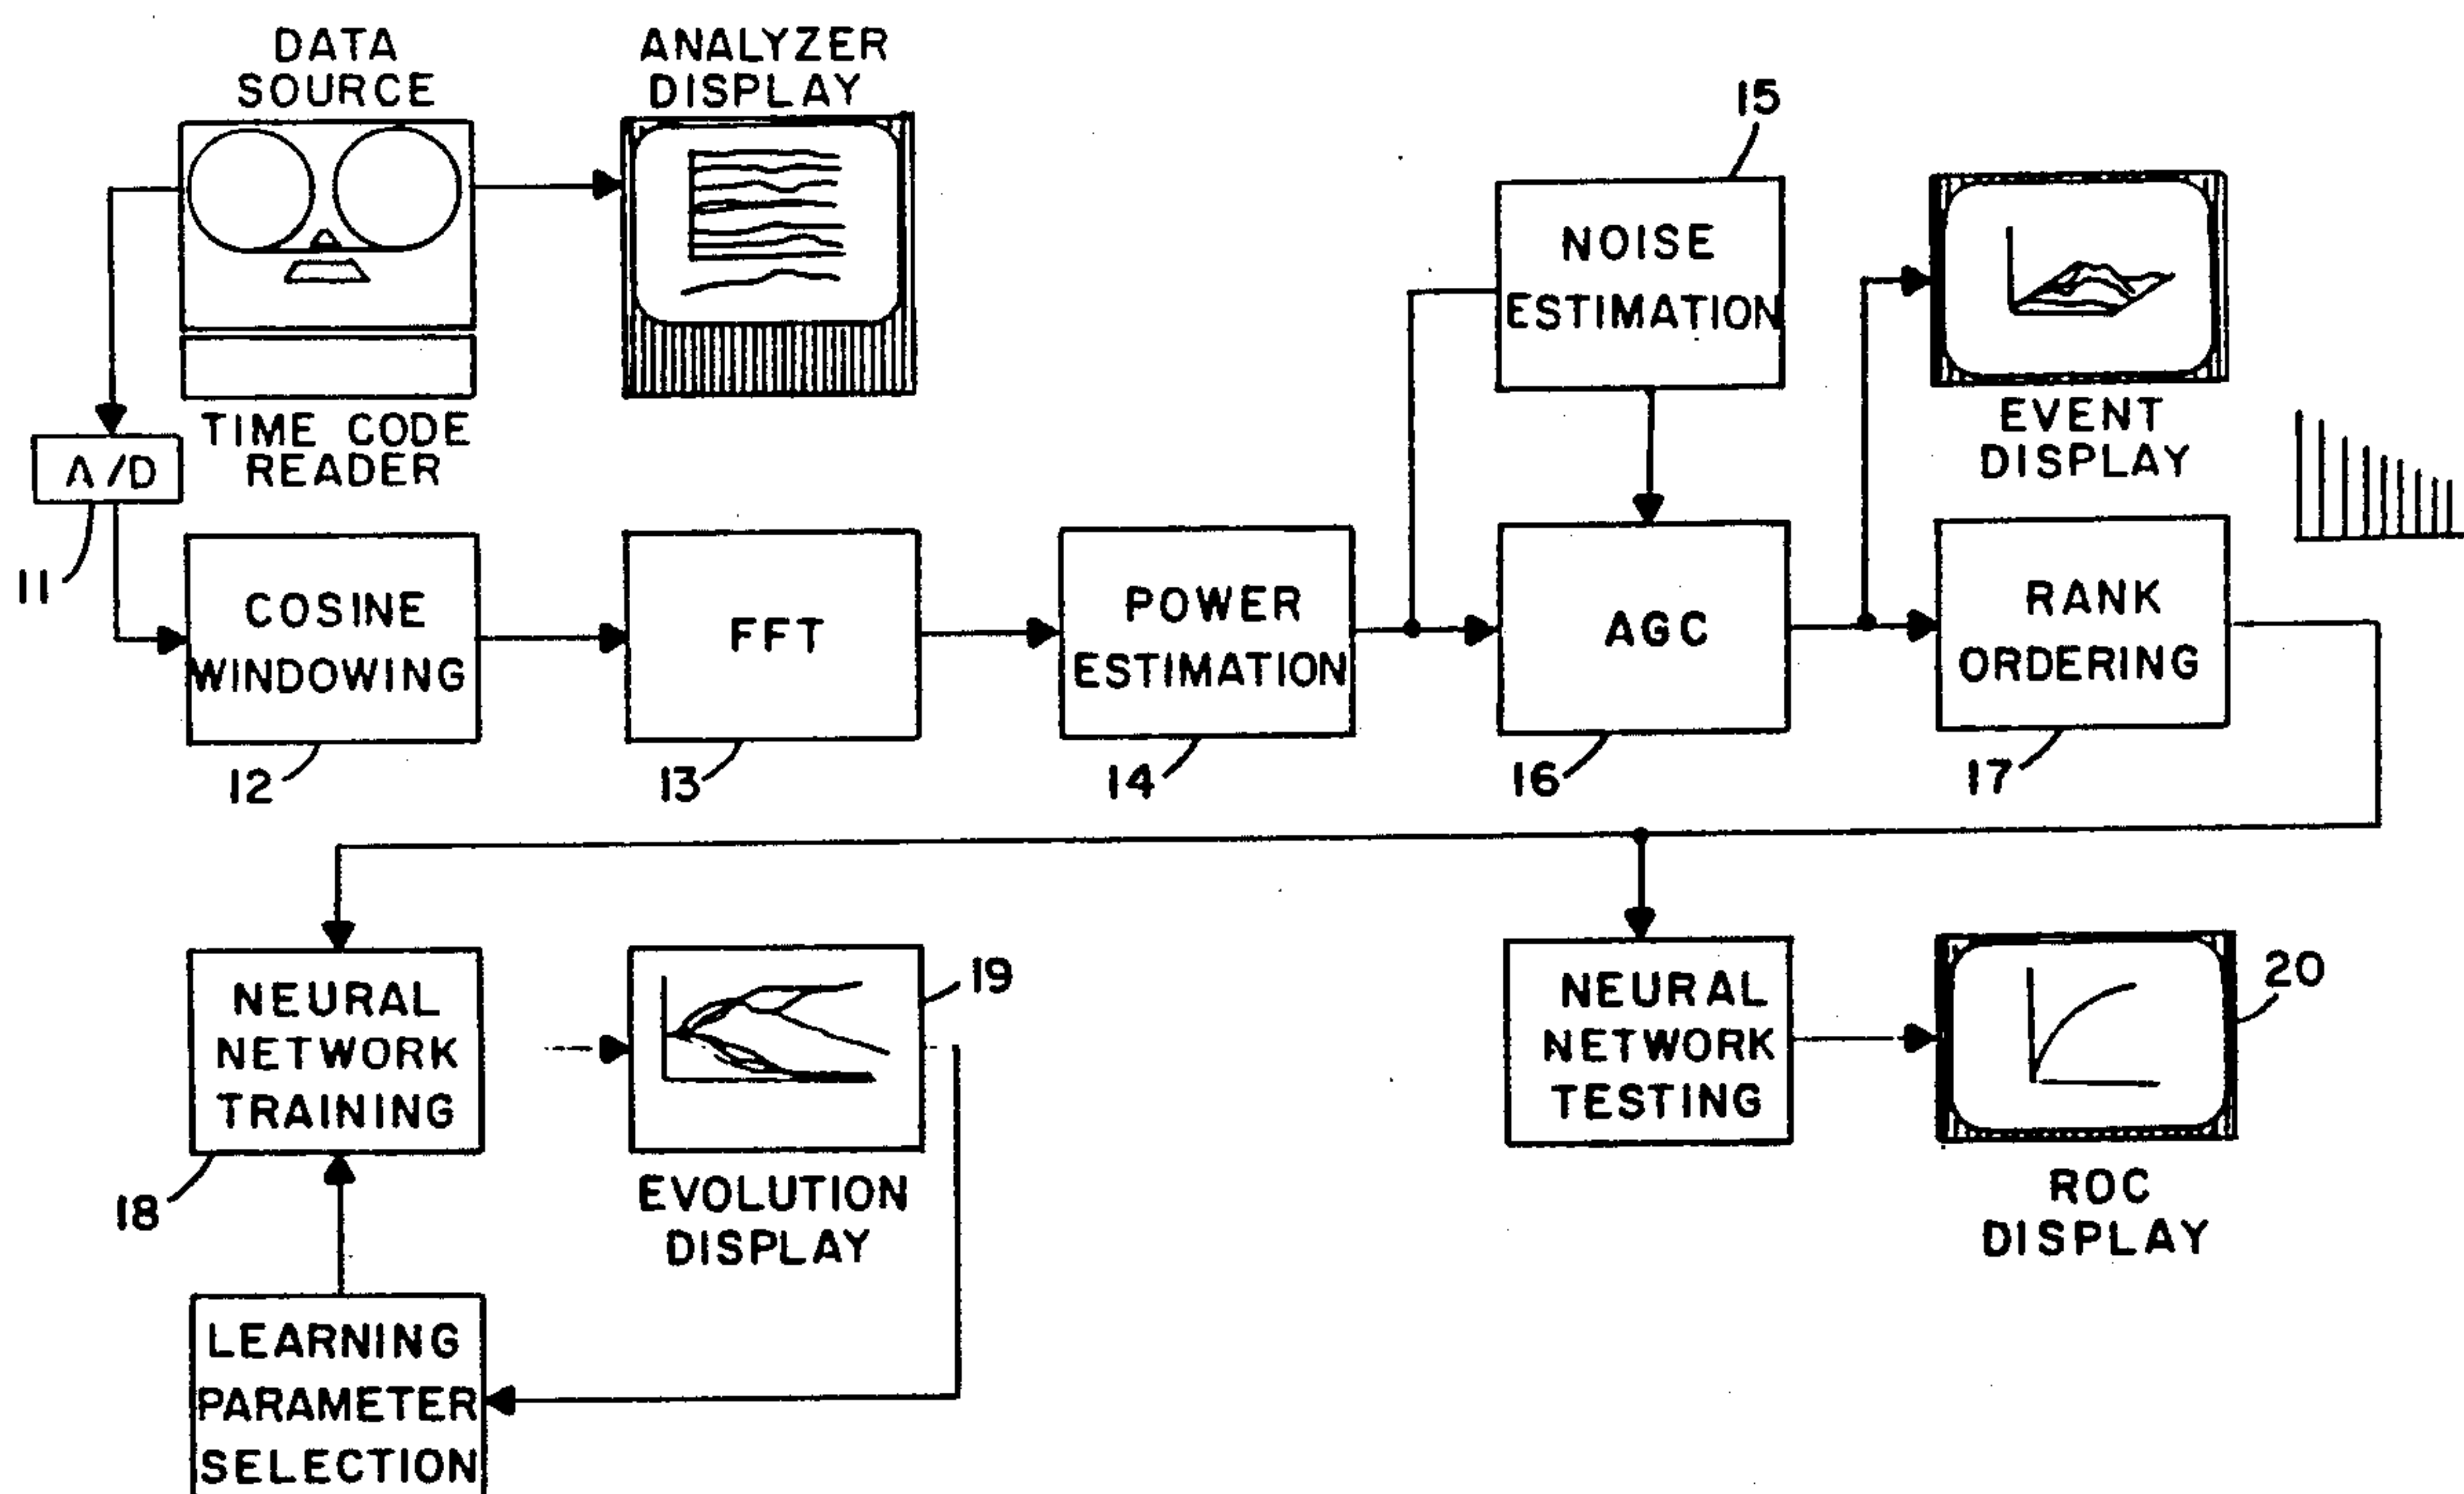 DATA
SOURCE
ANALYZER
DISPLAY
15
NOISE
ESTIMATION
EVENT
DISPLAY
TIME CODE
READER
A/D
11
COSINE
WINDOWING
12
FFT
13
POWER
ESTIMATION
14
AGC
16
RANK
ORDERING
17
NEURAL
NETWORK
TRAINING
18
19
EVOLUTION
DISPLAY
NEURAL
NETWORK
TESTING
20
ROC
DISPLAY
LEARNING
PARAMETER
SELECTION